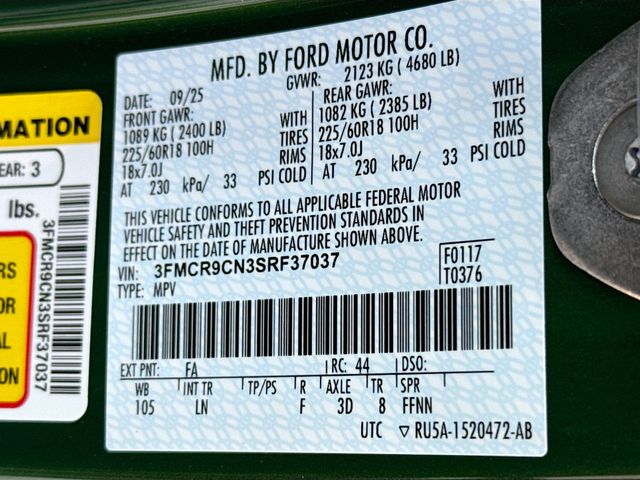 MFD. BY FORD MOTOR CO.
DATE: 09/25 GVWR: 2123 KG ( 4680 LB)
FRONT GAWR: REAR GAWR:
1089 KG ( 2400 LB) WITH 1082 KG ( 2385 LB) WITH
225/60R18 100H TIRES 225/60R18 100H TIRES
18x7.0J RIMS 18x7.0J RIMS
AT 230 kPa/ 33 PSI COLD AT 230 kPa/ 33 PSI COLD
THIS VEHICLE CONFORMS TO ALL APPLICABLE FEDERAL MOTOR
VEHICLE SAFETY AND THEFT PREVENTION STANDARDS IN
EFFECT ON THE DATE OF MANUFACTURE SHOWN ABOVE.
VIN: 3FMCR9CN3SRF37037 F0117
TYPE: MPV T0376
EXT PNT: FA RC: 44 DSO:
WB INT TR TP/PS R AXLE TR SPR
105 LN F 3D 8 FFNN
UTC ▽ RU5A-1520472-AB
MATION
EAR: 3
lbs.
3FMCR9CN3SRF37037
RS
OR
AL
ON